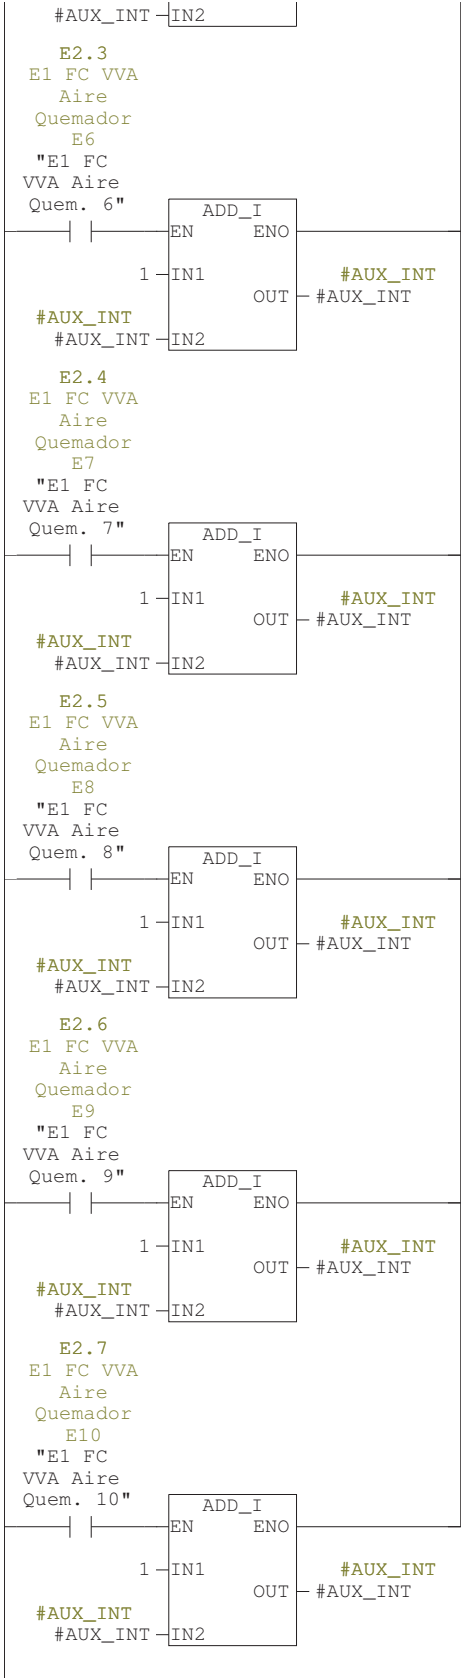 #AUX_INT IN2
E2.3
E1 FC VVA
Aire
Quemador
E6
"E1 FC
VVA Aire
Quem. 6"
ADD_I
EN ENO
1 IN1 #AUX_INT
OUT #AUX_INT
#AUX_INT
#AUX_INT IN2
E2.4
E1 FC VVA
Aire
Quemador
E7
"E1 FC
VVA Aire
Quem. 7"
ADD_I
EN ENO
1 IN1 #AUX_INT
OUT #AUX_INT
#AUX_INT
#AUX_INT IN2
E2.5
E1 FC VVA
Aire
Quemador
E8
"E1 FC
VVA Aire
Quem. 8"
ADD_I
EN ENO
1 IN1 #AUX_INT
OUT #AUX_INT
#AUX_INT
#AUX_INT IN2
E2.6
E1 FC VVA
Aire
Quemador
E9
"E1 FC
VVA Aire
Quem. 9"
ADD_I
EN ENO
1 IN1 #AUX_INT
OUT #AUX_INT
#AUX_INT
#AUX_INT IN2
E2.7
E1 FC VVA
Aire
Quemador
E10
"E1 FC
VVA Aire
Quem. 10"
ADD_I
EN ENO
1 IN1 #AUX_INT
OUT #AUX_INT
#AUX_INT
#AUX_INT IN2